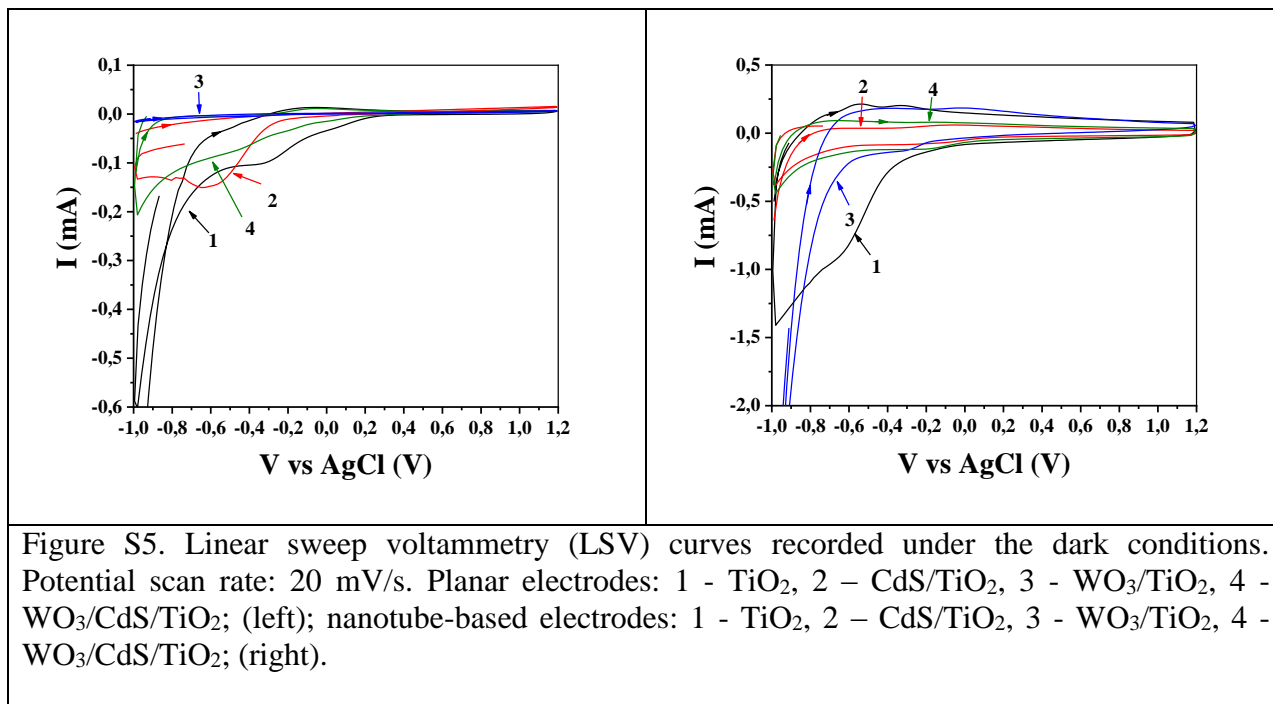 0,1
0,0
-0,1
-0,2
-0,3
-0,4
-0,5
-0,6
I (mA)
3
2
4
1
-1,0 -0,8 -0,6 -0,4 -0,2 0,0 0,2 0,4 0,6 0,8 1,0 1,2
V vs AgCl (V)
0,5
0,0
-0,5
-1,0
-1,5
-2,0
I (mA)
2
4
3
1
-1,0 -0,8 -0,6 -0,4 -0,2 0,0 0,2 0,4 0,6 0,8 1,0 1,2
V vs AgCl (V)
Figure S5. Linear sweep voltammetry (LSV) curves recorded under the dark conditions.
Potential scan rate: 20 mV/s. Planar electrodes: 1 - TiO₂, 2 – CdS/TiO₂, 3 - WO₃/TiO₂, 4 -
WO₃/CdS/TiO₂; (left); nanotube-based electrodes: 1 - TiO₂, 2 – CdS/TiO₂, 3 - WO₃/TiO₂, 4 -
WO₃/CdS/TiO₂; (right).